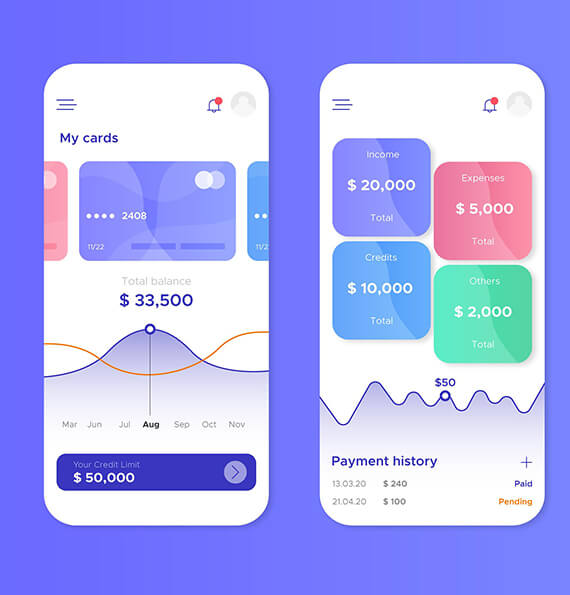 My cards
•••• 2408
11/22
Total balance
$ 33,500
Mar Jun Jul Aug Sep Oct Nov
Your Credit Limit
$ 50,000
Income
$ 20,000
Total
Expenses
$ 5,000
Total
Credits
$ 10,000
Total
Others
$ 2,000
Total
$50
Payment history +
13.03.20 $ 240 Paid
21.04.20 $ 100 Pending